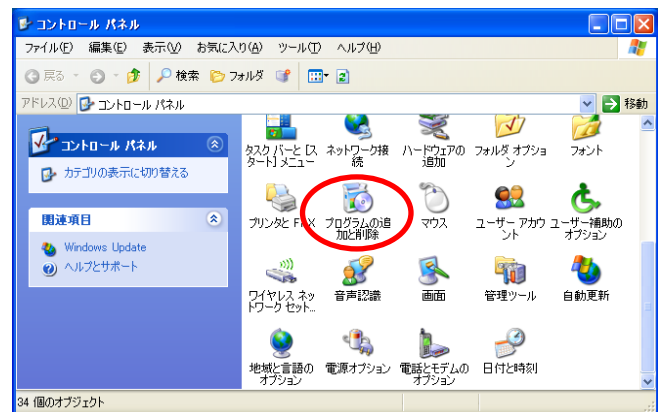 コントロール パネル
ファイル(F) 編集(E) 表示(V) お気に入り(A) ツール(T) ヘルプ(H)
戻る 検索 フォルダ
アドレス(D) コントロール パネル 移動
コントロール パネル
カテゴリの表示に切り替える
関連項目
Windows Update
ヘルプとサポート
タスク バーと [ス
タート] メニュー
ネットワーク接
続
ハードウェアの
追加
フォルダ オプショ
ン
フォント
プリンタと FAX
プログラムの追
加と削除
マウス
ユーザー アカウ
ント
ユーザー補助の
オプション
ワイヤレス ネッ
トワーク セット...
音声認識
画面
管理ツール
自動更新
地域と言語の
オプション
電源オプション
電話とモデムの
オプション
日付と時刻
34 個のオブジェクト